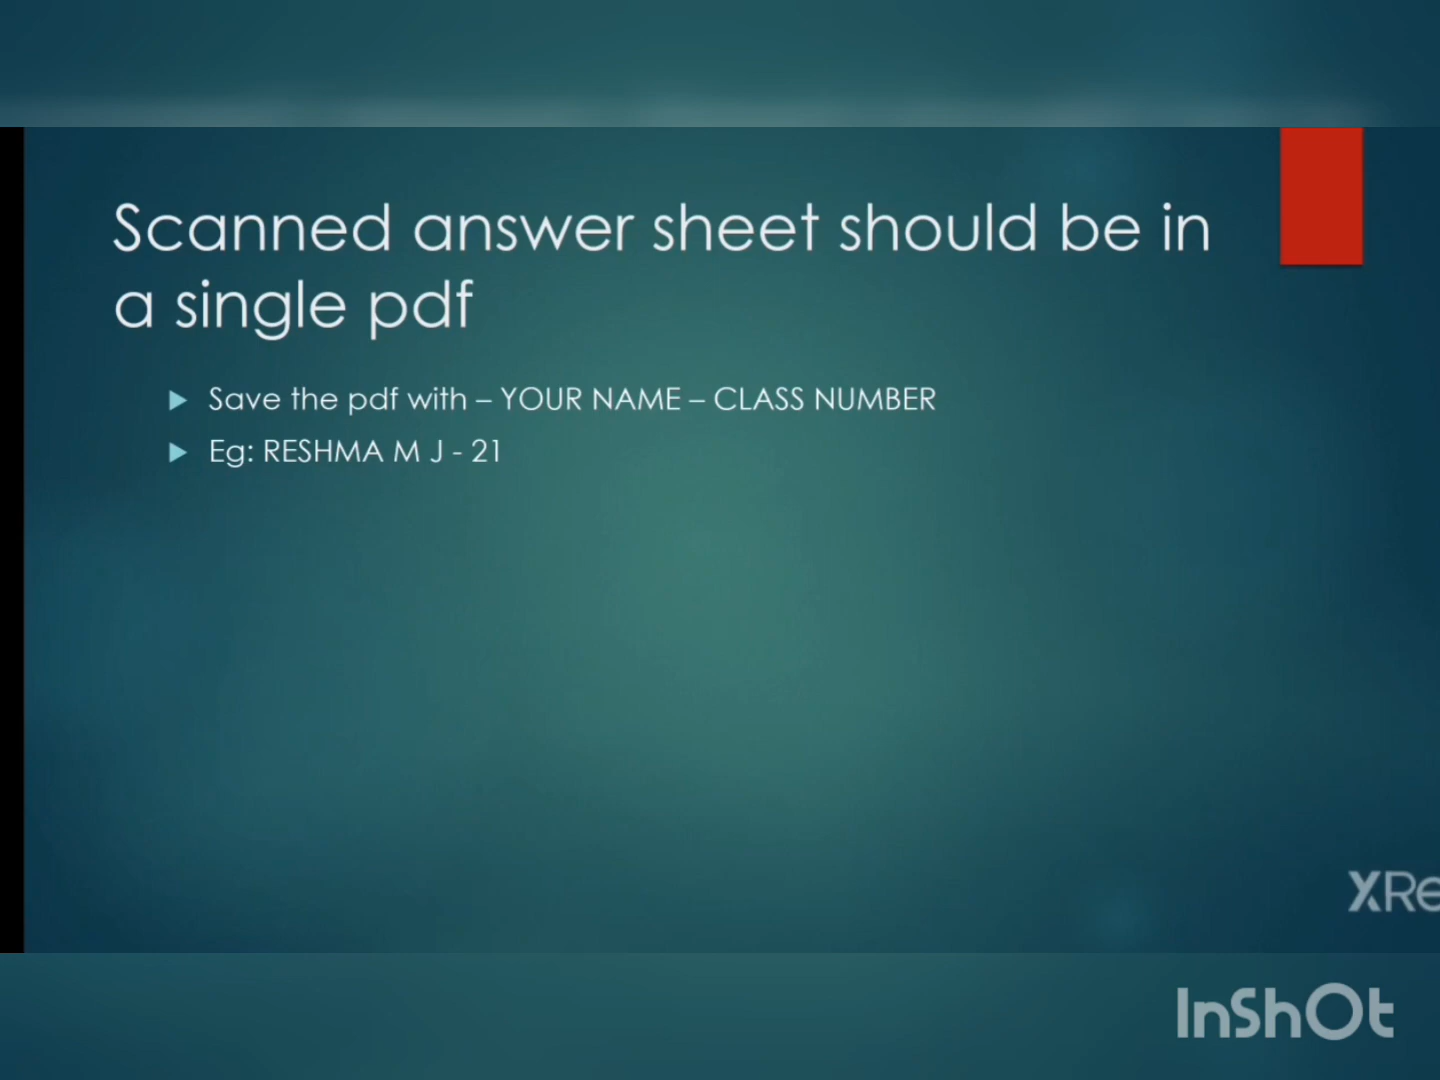 Scanned answer sheet should be in
a single pdf
Save the pdf with – YOUR NAME – CLASS NUMBER
Eg: RESHMA M J - 21
XRe
InShOt